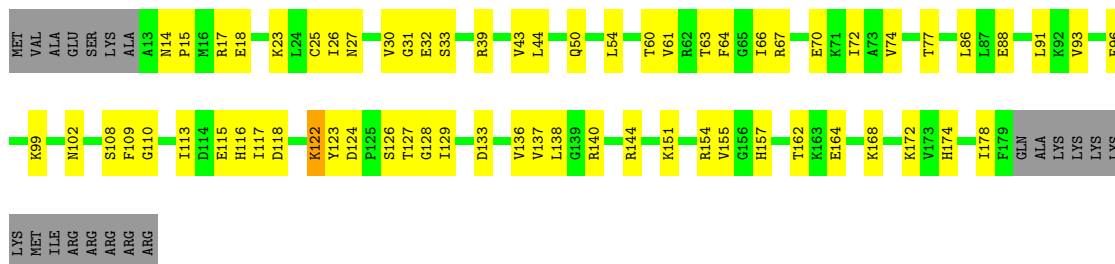 MET VAL ALA GLU SER LYS ALA A13 N14 P15 M16 R17 E18 K23 L24 C25 I26 N27 V30 G31 E32 S33 R39 V43 L44 Q50 L54 T60 V61 R62 T63 F64 G65 I66 R67 E70 K71 I72 A73 V74 T77 L86 L87 E88 L91 K92 V93
K99 N102 S108 F109 G110 I113 D114 E115 H116 I117 D118 K122 Y123 D124 P125 S126 T127 G128 I129 D133 V136 V137 L138 G139 R140 R144 K151 R154 V155 G156 H157 T162 K163 E164 K168 K172 V173 H174 I178 F179 GLN ALA LYS LYS LYS LYS
LYS MET ILE ARG ARG ARG ARG ARG